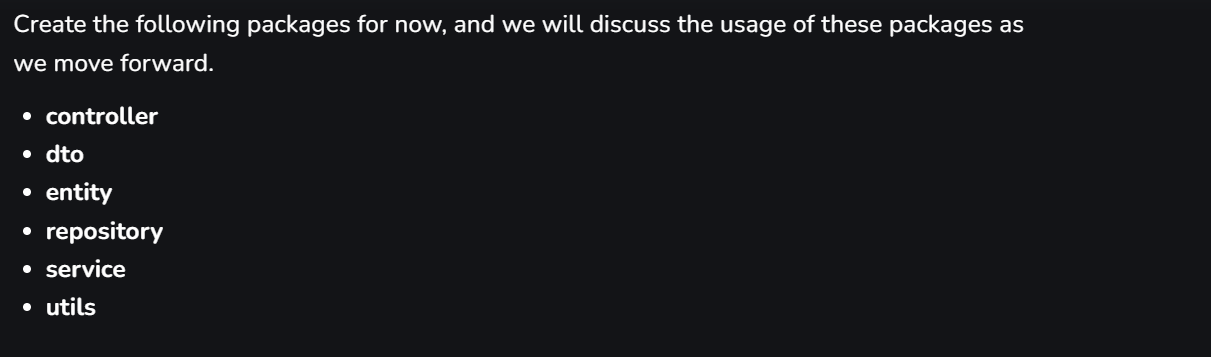 Create the following packages for now, and we will discuss the usage of these packages as
we move forward.
• controller
• dto
• entity
• repository
• service
• utils